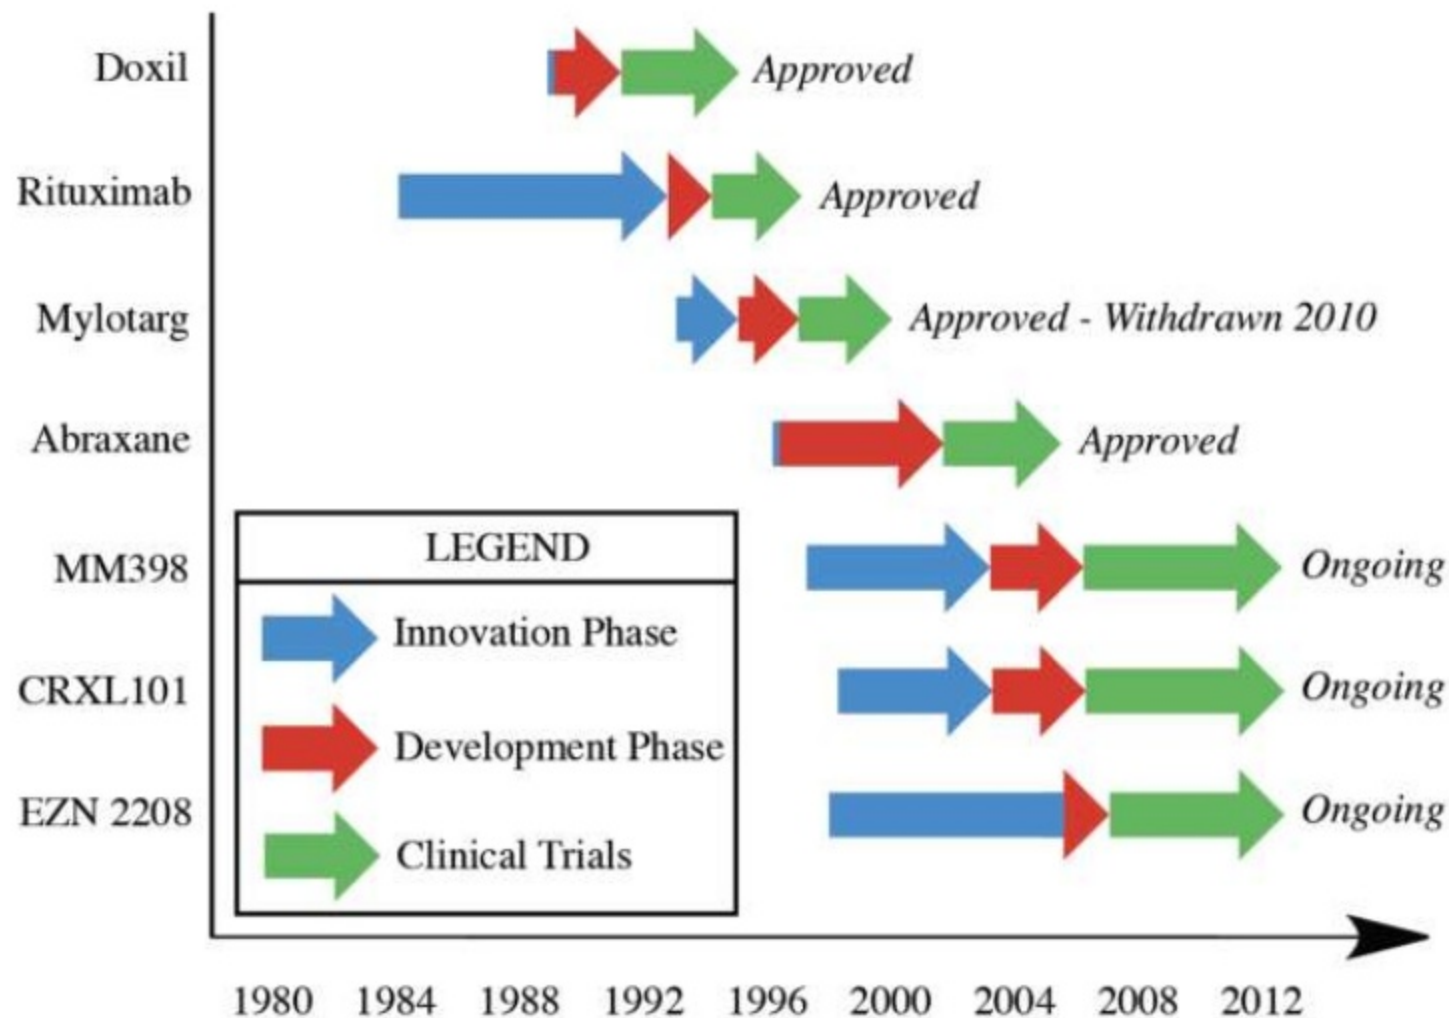 Doxil
Approved
Rituximab
Approved
Mylotarg
Approved - Withdrawn 2010
Abraxane
Approved
LEGEND
MM398
Ongoing
Innovation Phase
CRXL101
Ongoing
Development Phase
EZN 2208
Ongoing
Clinical Trials
1980 1984 1988 1992 1996 2000 2004 2008 2012